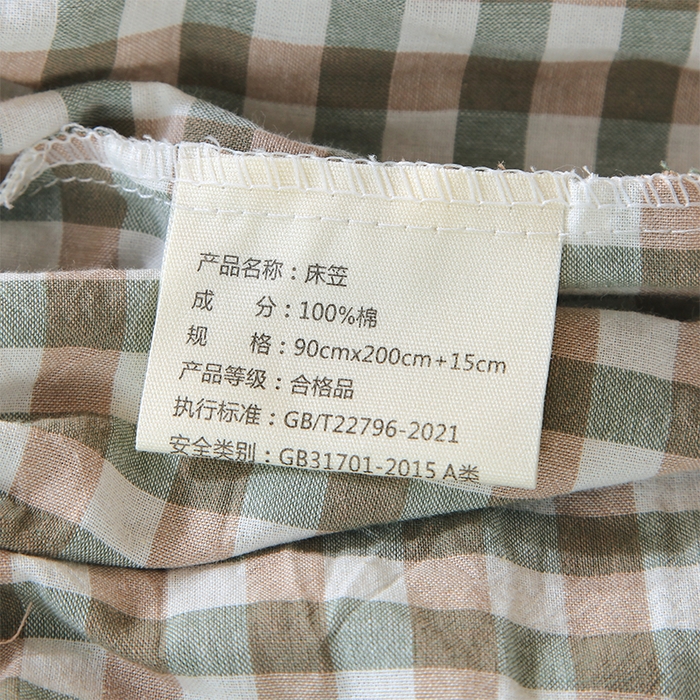 产品名称：床笠
成 分：100%棉
规 格：90cmx200cm+15cm
产品等级：合格品
执行标准：GB/T22796-2021
安全类别：GB31701-2015 A类